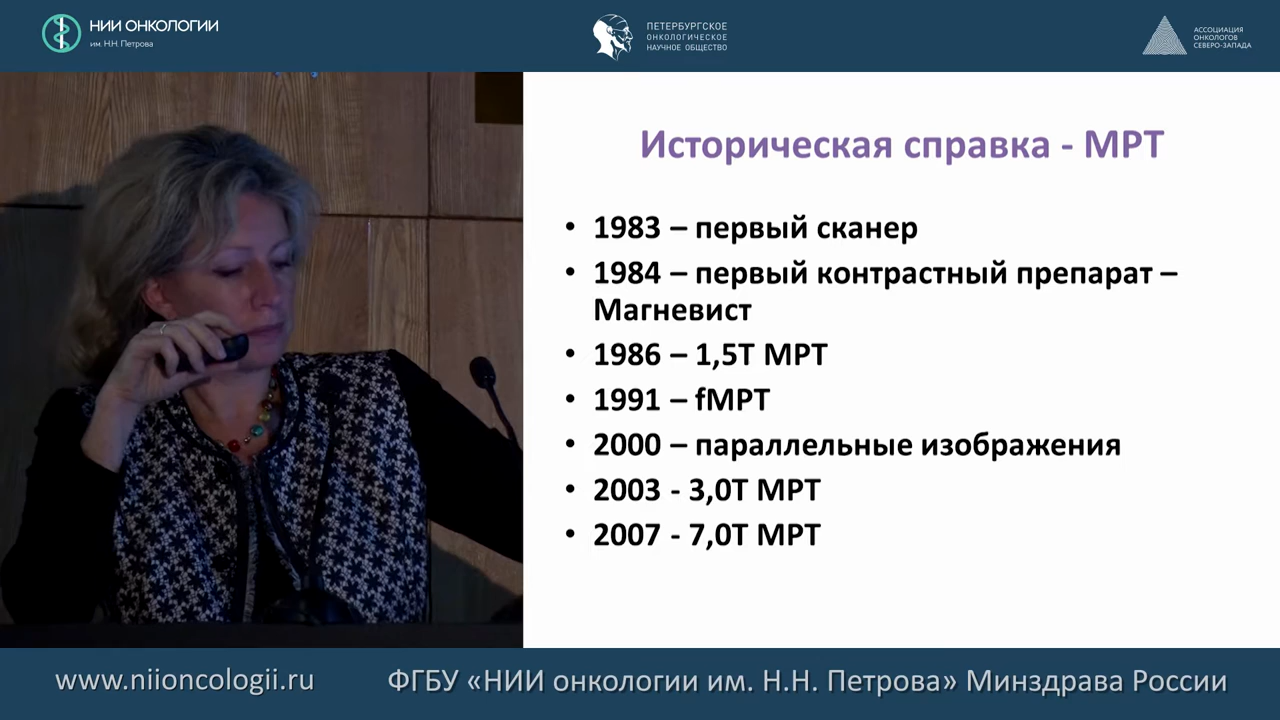 НИИ ОНКОЛОГИИ
им. Н.Н. Петрова
ПЕТЕРБУРГСКОЕ
ОНКОЛОГИЧЕСКОЕ
НАУЧНОЕ ОБЩЕСТВО
АССОЦИАЦИЯ
ОНКОЛОГОВ
СЕВЕРО-ЗАПАДА
Историческая справка - МРТ
• 1983 – первый сканер
• 1984 – первый контрастный препарат –
Магневист
• 1986 – 1,5Т МРТ
• 1991 – fМРТ
• 2000 – параллельные изображения
• 2003 - 3,0Т МРТ
• 2007 - 7,0Т МРТ
www.niioncologii.ru
ФГБУ «НИИ онкологии им. Н.Н. Петрова» Минздрава России